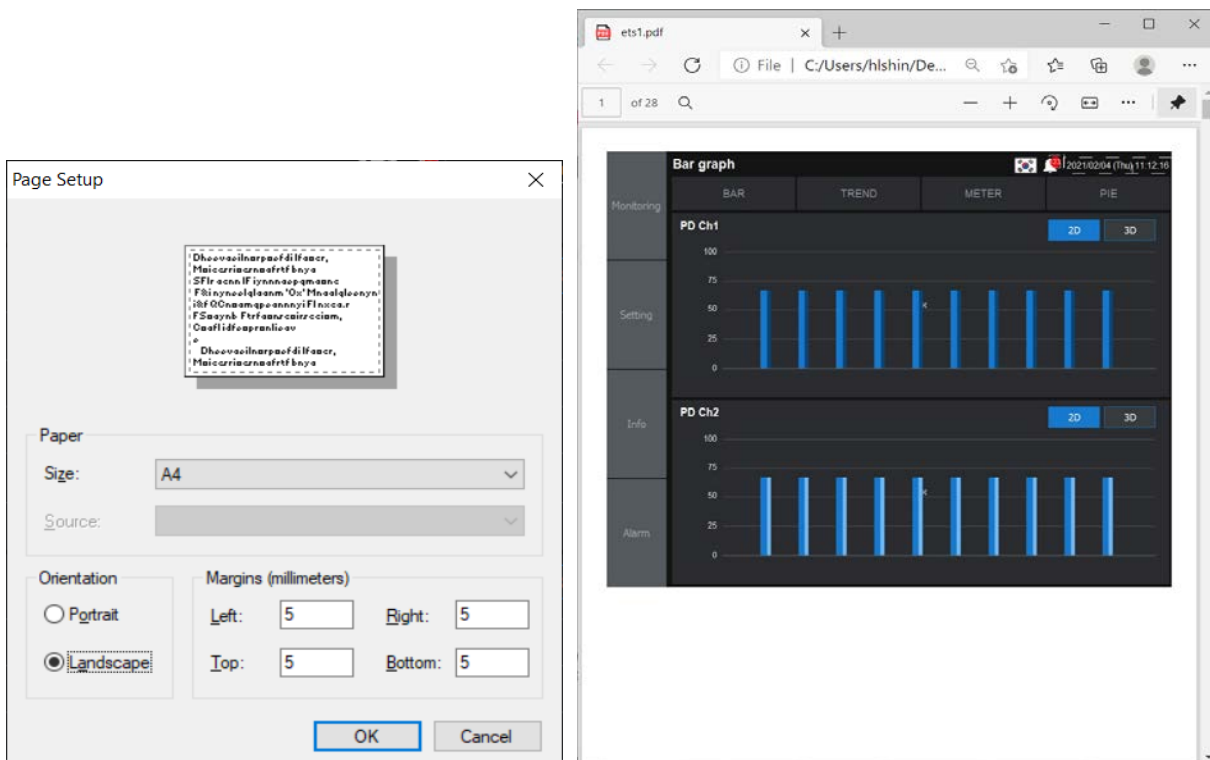 Page Setup
Paper
Size:
A4
Source:
Orientation
Portrait
Landscape
Margins (millimeters)
Left:
5
Right:
5
Top:
5
Bottom:
5
OK
Cancel
ets1.pdf
File
C:/Users/hlshin/De...
1
of 28
Bar graph
2021/02/04 (Thu) 11:12:16
BAR
TREND
METER
PIE
Monitoring
Setting
Info
Alarm
PD Ch1
2D
3D
100
75
50
25
0
PD Ch2
2D
3D
100
75
50
25
0